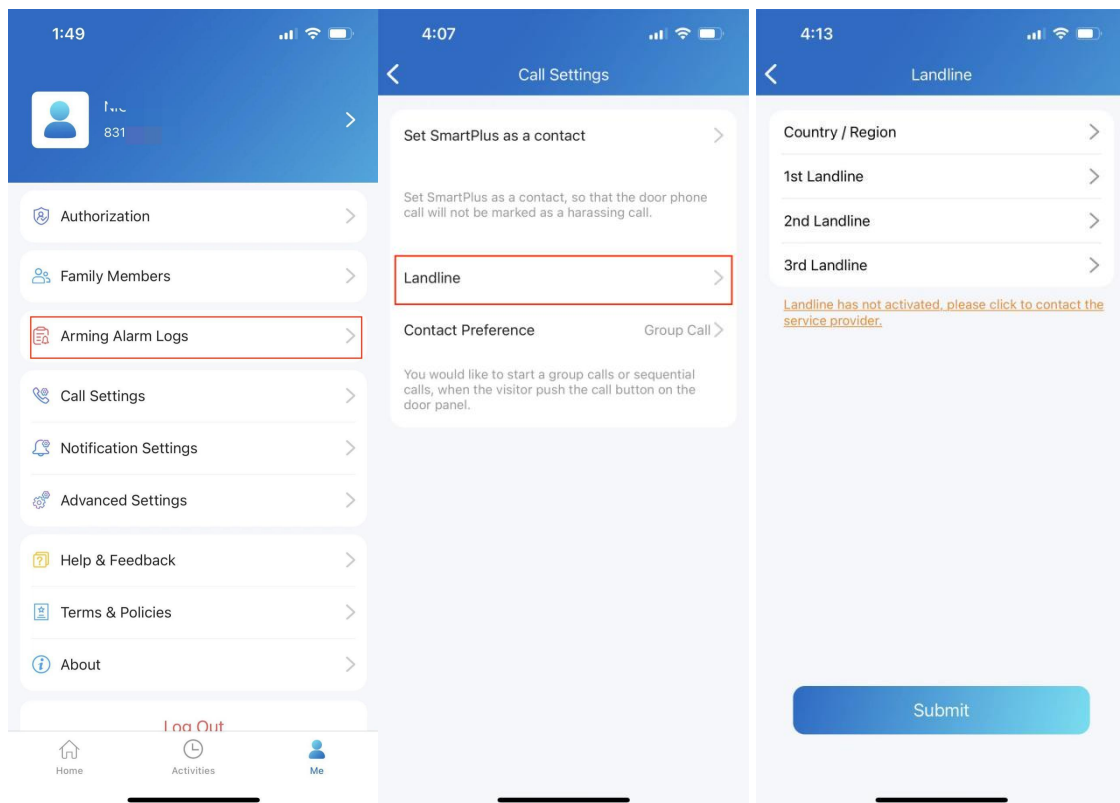 1:49
831
Authorization
Family Members
Arming Alarm Logs
Call Settings
Notification Settings
Advanced Settings
Help & Feedback
Terms & Policies
About
Log Out
Home
Activities
Me
4:07
Call Settings
Set SmartPlus as a contact
Set SmartPlus as a contact, so that the door phone
call will not be marked as a harassing call.
Landline
Contact Preference
Group Call
You would like to start a group calls or sequential
calls, when the visitor push the call button on the
door panel.
4:13
Landline
Country / Region
1st Landline
2nd Landline
3rd Landline
Landline has not activated, please click to contact the
service provider.
Submit